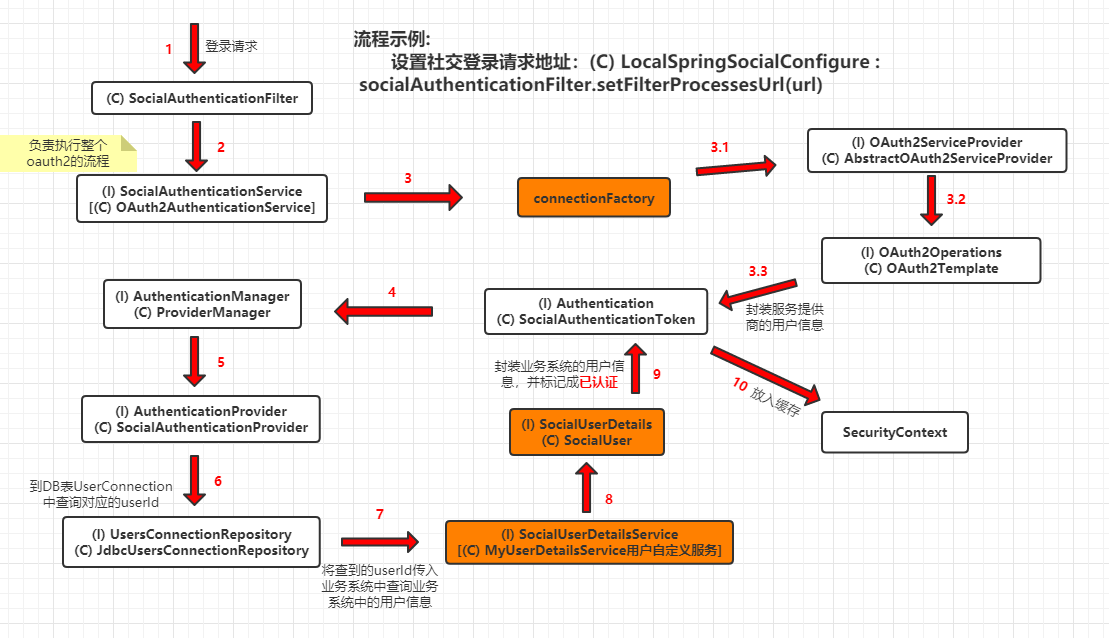 流程示例:
设置社交登录请求地址：(C) LocalSpringSocialConfigure :
socialAuthenticationFilter.setFilterProcessesUrl(url)
1
登录请求
(C) SocialAuthenticationFilter
2
负责执行整个
oauth2的流程
(I) SocialAuthenticationService
[(C) OAuth2AuthenticationService]
3
connectionFactory
3.1
(I) OAuth2ServiceProvider
(C) AbstractOAuth2ServiceProvider
3.2
(I) OAuth2Operations
(C) OAuth2Template
3.3
封装服务提供
商的用户信息
(I) Authentication
(C) SocialAuthenticationToken
4
(I) AuthenticationManager
(C) ProviderManager
5
(I) AuthenticationProvider
(C) SocialAuthenticationProvider
6
到DB表UserConnection
中查询对应的userId
(I) UsersConnectionRepository
(C) JdbcUsersConnectionRepository
7
将查到的userId传入
业务系统中查询业务
系统中的用户信息
(I) SocialUserDetailsService
[(C) MyUserDetailsService用户自定义服务]
8
(I) SocialUserDetails
(C) SocialUser
9
封装业务系统的用户信
息，并标记成已认证
10 放入缓存
SecurityContext